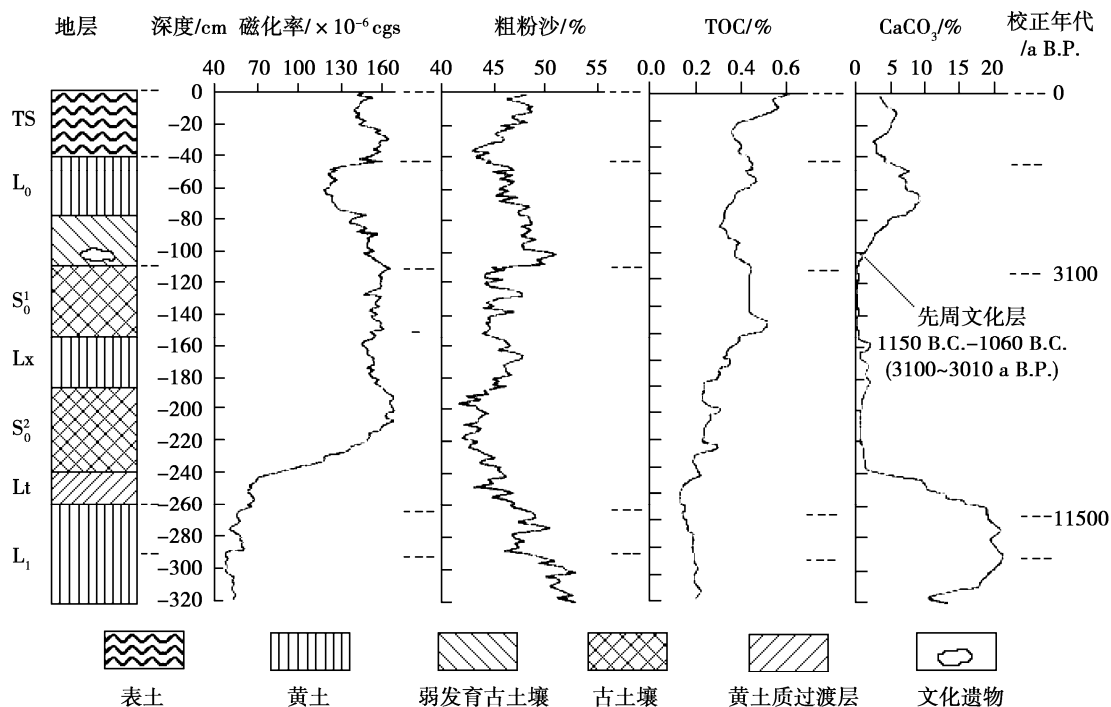 地层
深度/cm
磁化率/×10⁻⁶ cgs
粗粉沙/%
TOC/%
CaCO₃/%
校正年代
/a B.P.
40 70 100 130 160
40 45 50 55
0.0 0.2 0.4 0.6
0 5 10 15 20
0
-20
-40
-60
-80
-100
-120
-140
-160
-180
-200
-220
-240
-260
-280
-300
-320
TS
L₀
S₀¹
Lx
S₀²
Lt
L₁
0
3100
11500
先周文化层
1150 B.C.-1060 B.C.
(3100~3010 a B.P.)
表土
黄土
弱发育古土壤
古土壤
黄土质过渡层
文化遗物